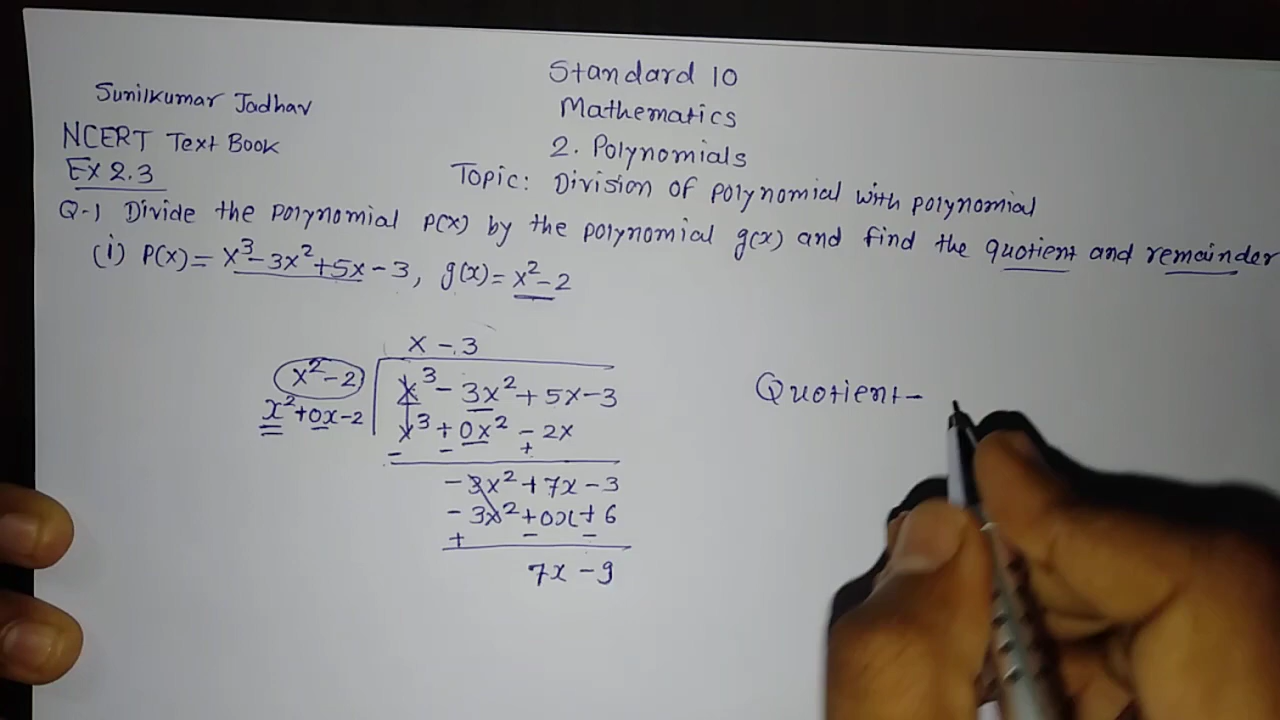 Standard 10
Sunilkumar Jadhav
Mathematics
NCERT Text Book
2. Polynomials
Ex 2.3
Topic: Division of polynomial with polynomial
Q-1 Divide the polynomial P(x) by the polynomial g(x) and find the quotient and remainder
(i) P(x) = x³ - 3x² + 5x - 3, g(x) = x² - 2
x - 3
x² - 2
x³ - 3x² + 5x - 3
x² + 0x - 2
x³ + 0x² - 2x
- - +
-3x² + 7x - 3
-3x² + 0x + 6
+ - -
7x - 9
Quotient -